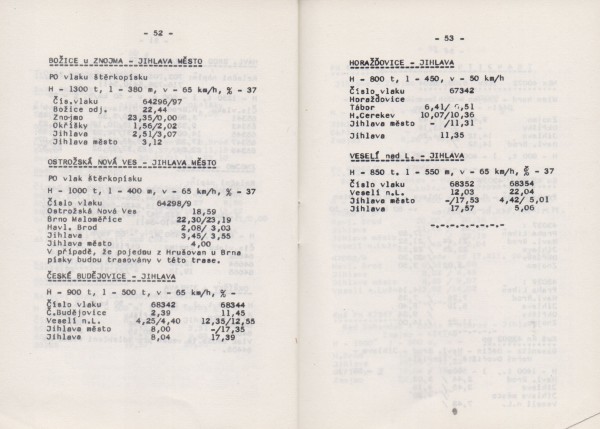 - 52 -
BOŽICE u ZNOJMA - JIHLAVA MĚSTO
PO vlaku štěrkopísku
H - 1300 t, l - 380 m, v - 65 km/h, % - 37
Čís.vlaku 64296/97
Božice odj. 22,44
Znojmo 23,35/0,00
Okříšky 1,56/2,02
Jihlava 2,51/3,07
Jihlava město 3,12
OSTROŽSKÁ NOVÁ VES - JIHLAVA MĚSTO
PO vlak štěrkopísku
H - 1000 t, l - 400 m, v - 65 km/h, % - 37
Číslo vlaku 64298/9
Ostrožská Nová Ves 18,59
Brno Maloměřice 22,30/23,19
Havl. Brod 2,08/ 3,03
Jihlava 3,45/ 3,55
Jihlava město 4,00
V případě, že pojedou z Hrušovan u Brna
písky budou trasovány v této trase.
ČESKÉ BUDĚJOVICE - JIHLAVA
H - 900 t, l - 500 t, v - 65 km/h, % -
Číslo vlaku 68342 68344
Č.Budějovice 2,39 11,45
Veselí n.L. 4,25/4,40 12,35/12,55
Jihlava město 8,00 -/17,35
Jihlava 8,04 17,39
- 53 -
HORAŽĎOVICE - JIHLAVA
H - 800 t, l - 450, v - 50 km/h
Číslo vlaku 67342
Horažďovice
Tábor 6,41/ 6,51
H.Cerekev 10,07/10,36
Jihlava město - /11,31
Jihlava 11,35
VESELÍ nad L. - JIHLAVA
H - 850 t, l - 550 m, v - 65 km/h, % - 37
Číslo vlaku 68352 68354
Veselí n.L. 12,03 22,04
Jihlava město -/17,53 4,42/ 5,01
Jihlava 17,57 5,06
-.-.-.-.-.-.-.-